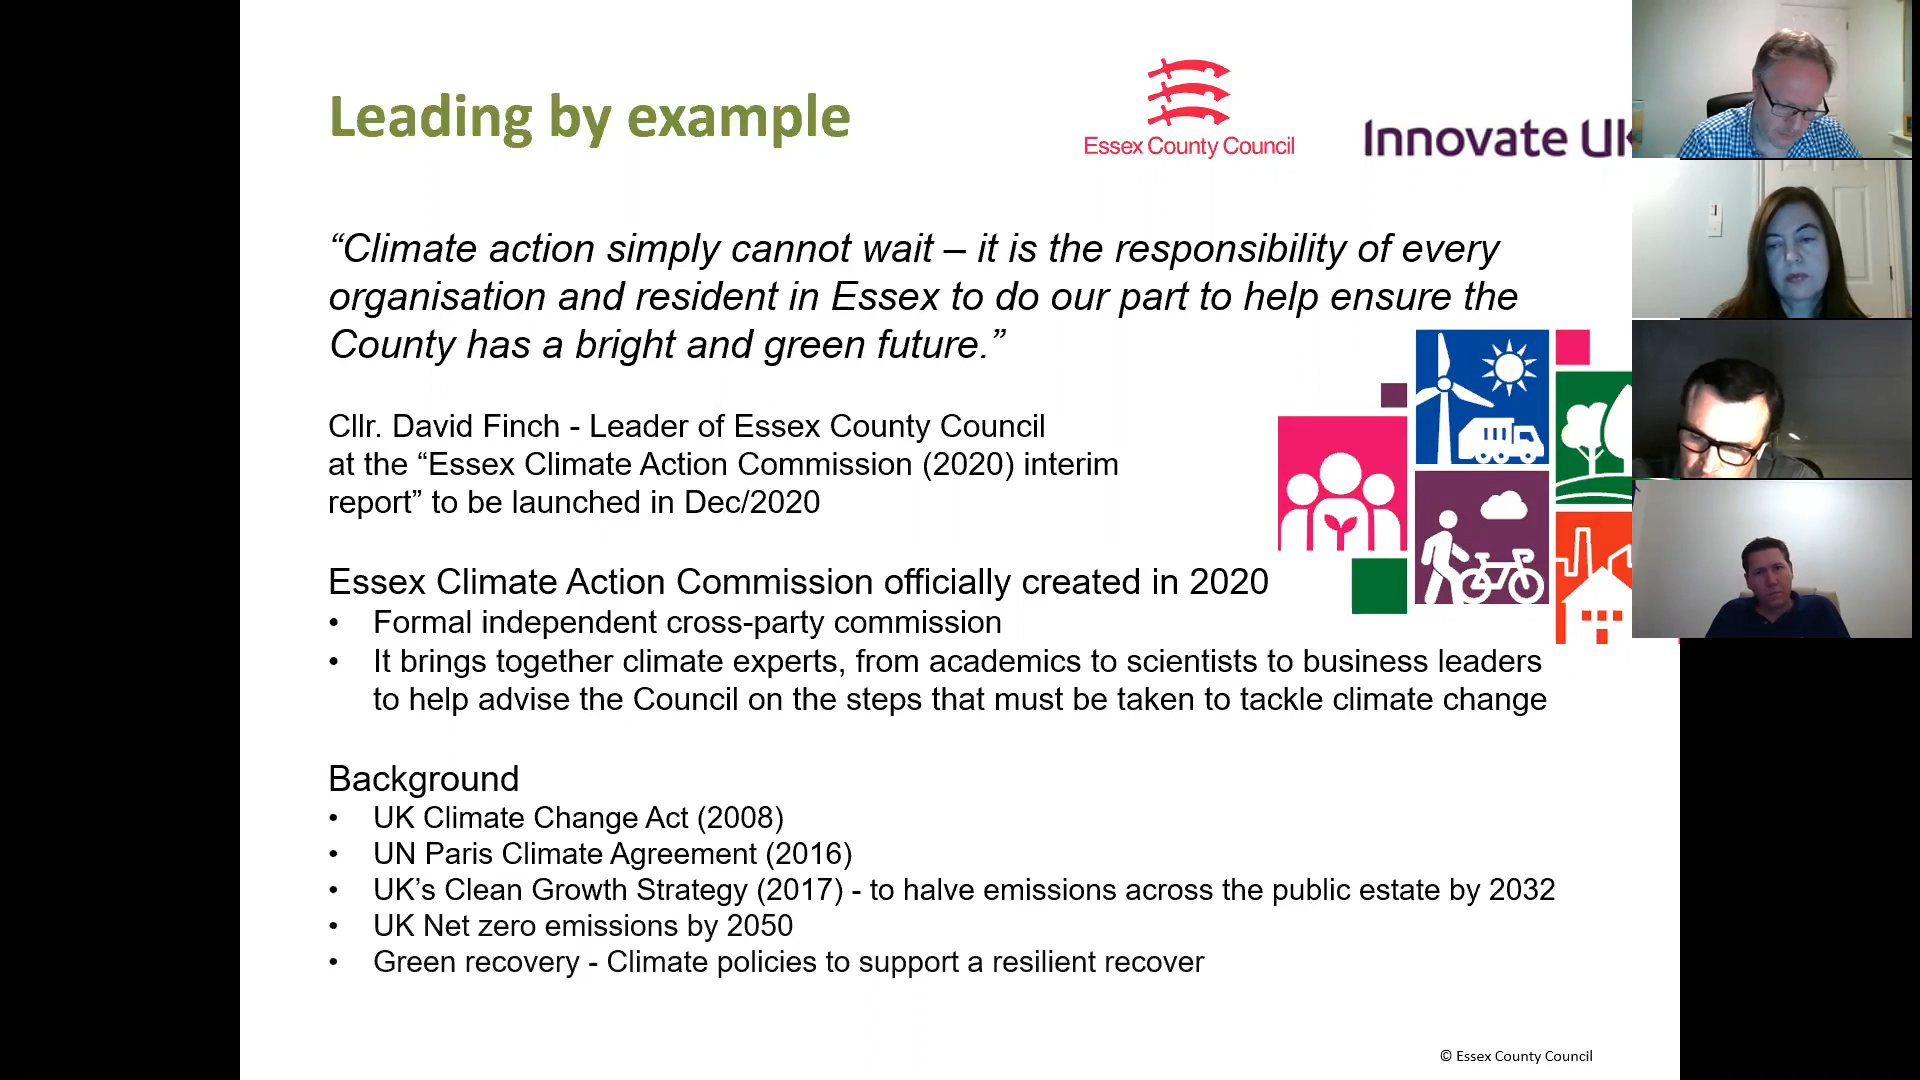 Leading by example
Essex County Council
Innovate UK
“Climate action simply cannot wait – it is the responsibility of every
organisation and resident in Essex to do our part to help ensure the
County has a bright and green future.”
Cllr. David Finch - Leader of Essex County Council
at the “Essex Climate Action Commission (2020) interim
report” to be launched in Dec/2020
Essex Climate Action Commission officially created in 2020
• Formal independent cross-party commission
• It brings together climate experts, from academics to scientists to business leaders
to help advise the Council on the steps that must be taken to tackle climate change
Background
• UK Climate Change Act (2008)
• UN Paris Climate Agreement (2016)
• UK’s Clean Growth Strategy (2017) - to halve emissions across the public estate by 2032
• UK Net zero emissions by 2050
• Green recovery - Climate policies to support a resilient recover
© Essex County Council